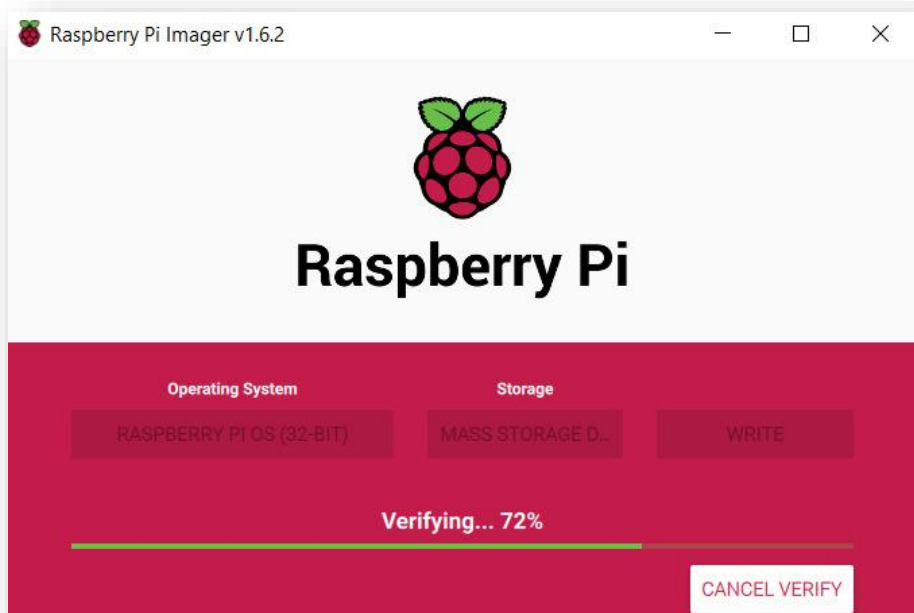 Raspberry Pi Imager v1.6.2
Raspberry Pi
Operating System Storage
RASPBERRY PI OS (32-BIT) MASS STORAGE D.. WRITE
Verifying... 72%
CANCEL VERIFY